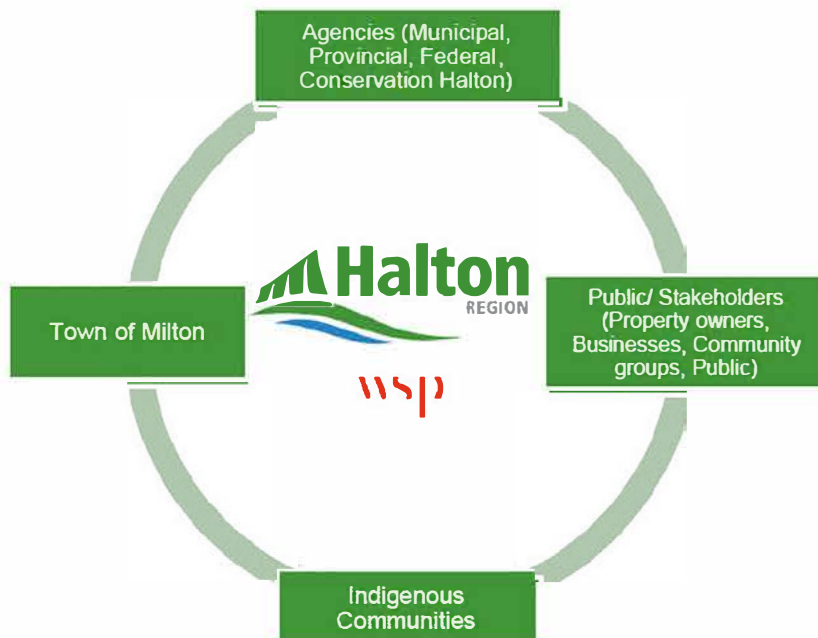 Agencies (Municipal,
Provincial, Federal,
Conservation Halton)
Halton
REGION
Town of Milton
Public/ Stakeholders
(Property owners,
Businesses, Community
groups, Public)
wsp
Indigenous
Communities